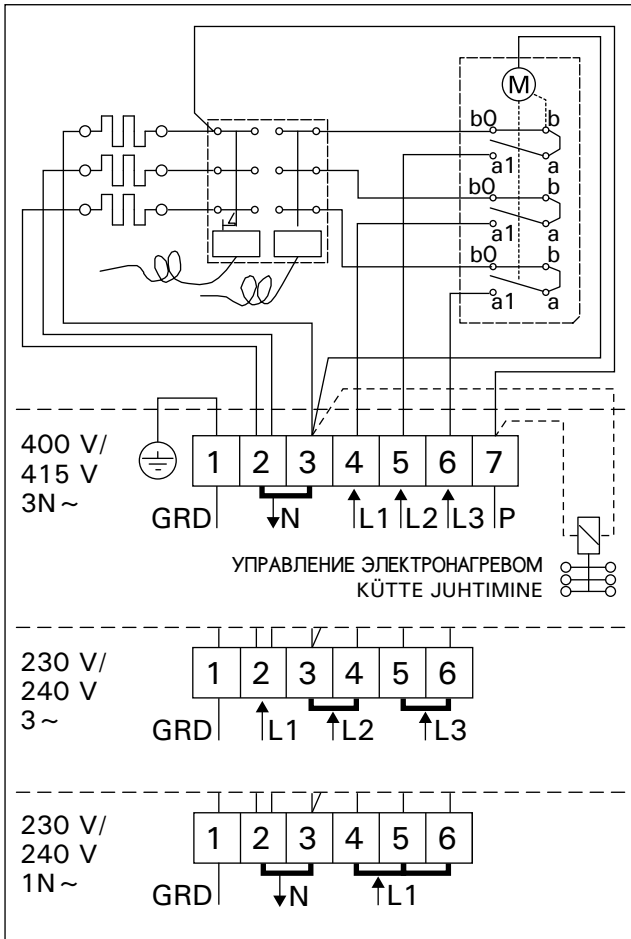 M
b0 b
a1 a
b0 b
a1 a
b0 b
a1 a
400 V/
415 V
3N~
1 2 3 4 5 6 7
GRD N L1 L2 L3 P
УПРАВЛЕНИЕ ЭЛЕКТРОНАГРЕВОМ
KÜTTE JUHTIMINE
230 V/
240 V
3~
1 2 3 4 5 6
GRD L1 L2 L3
230 V/
240 V
1N~
1 2 3 4 5 6
GRD N L1